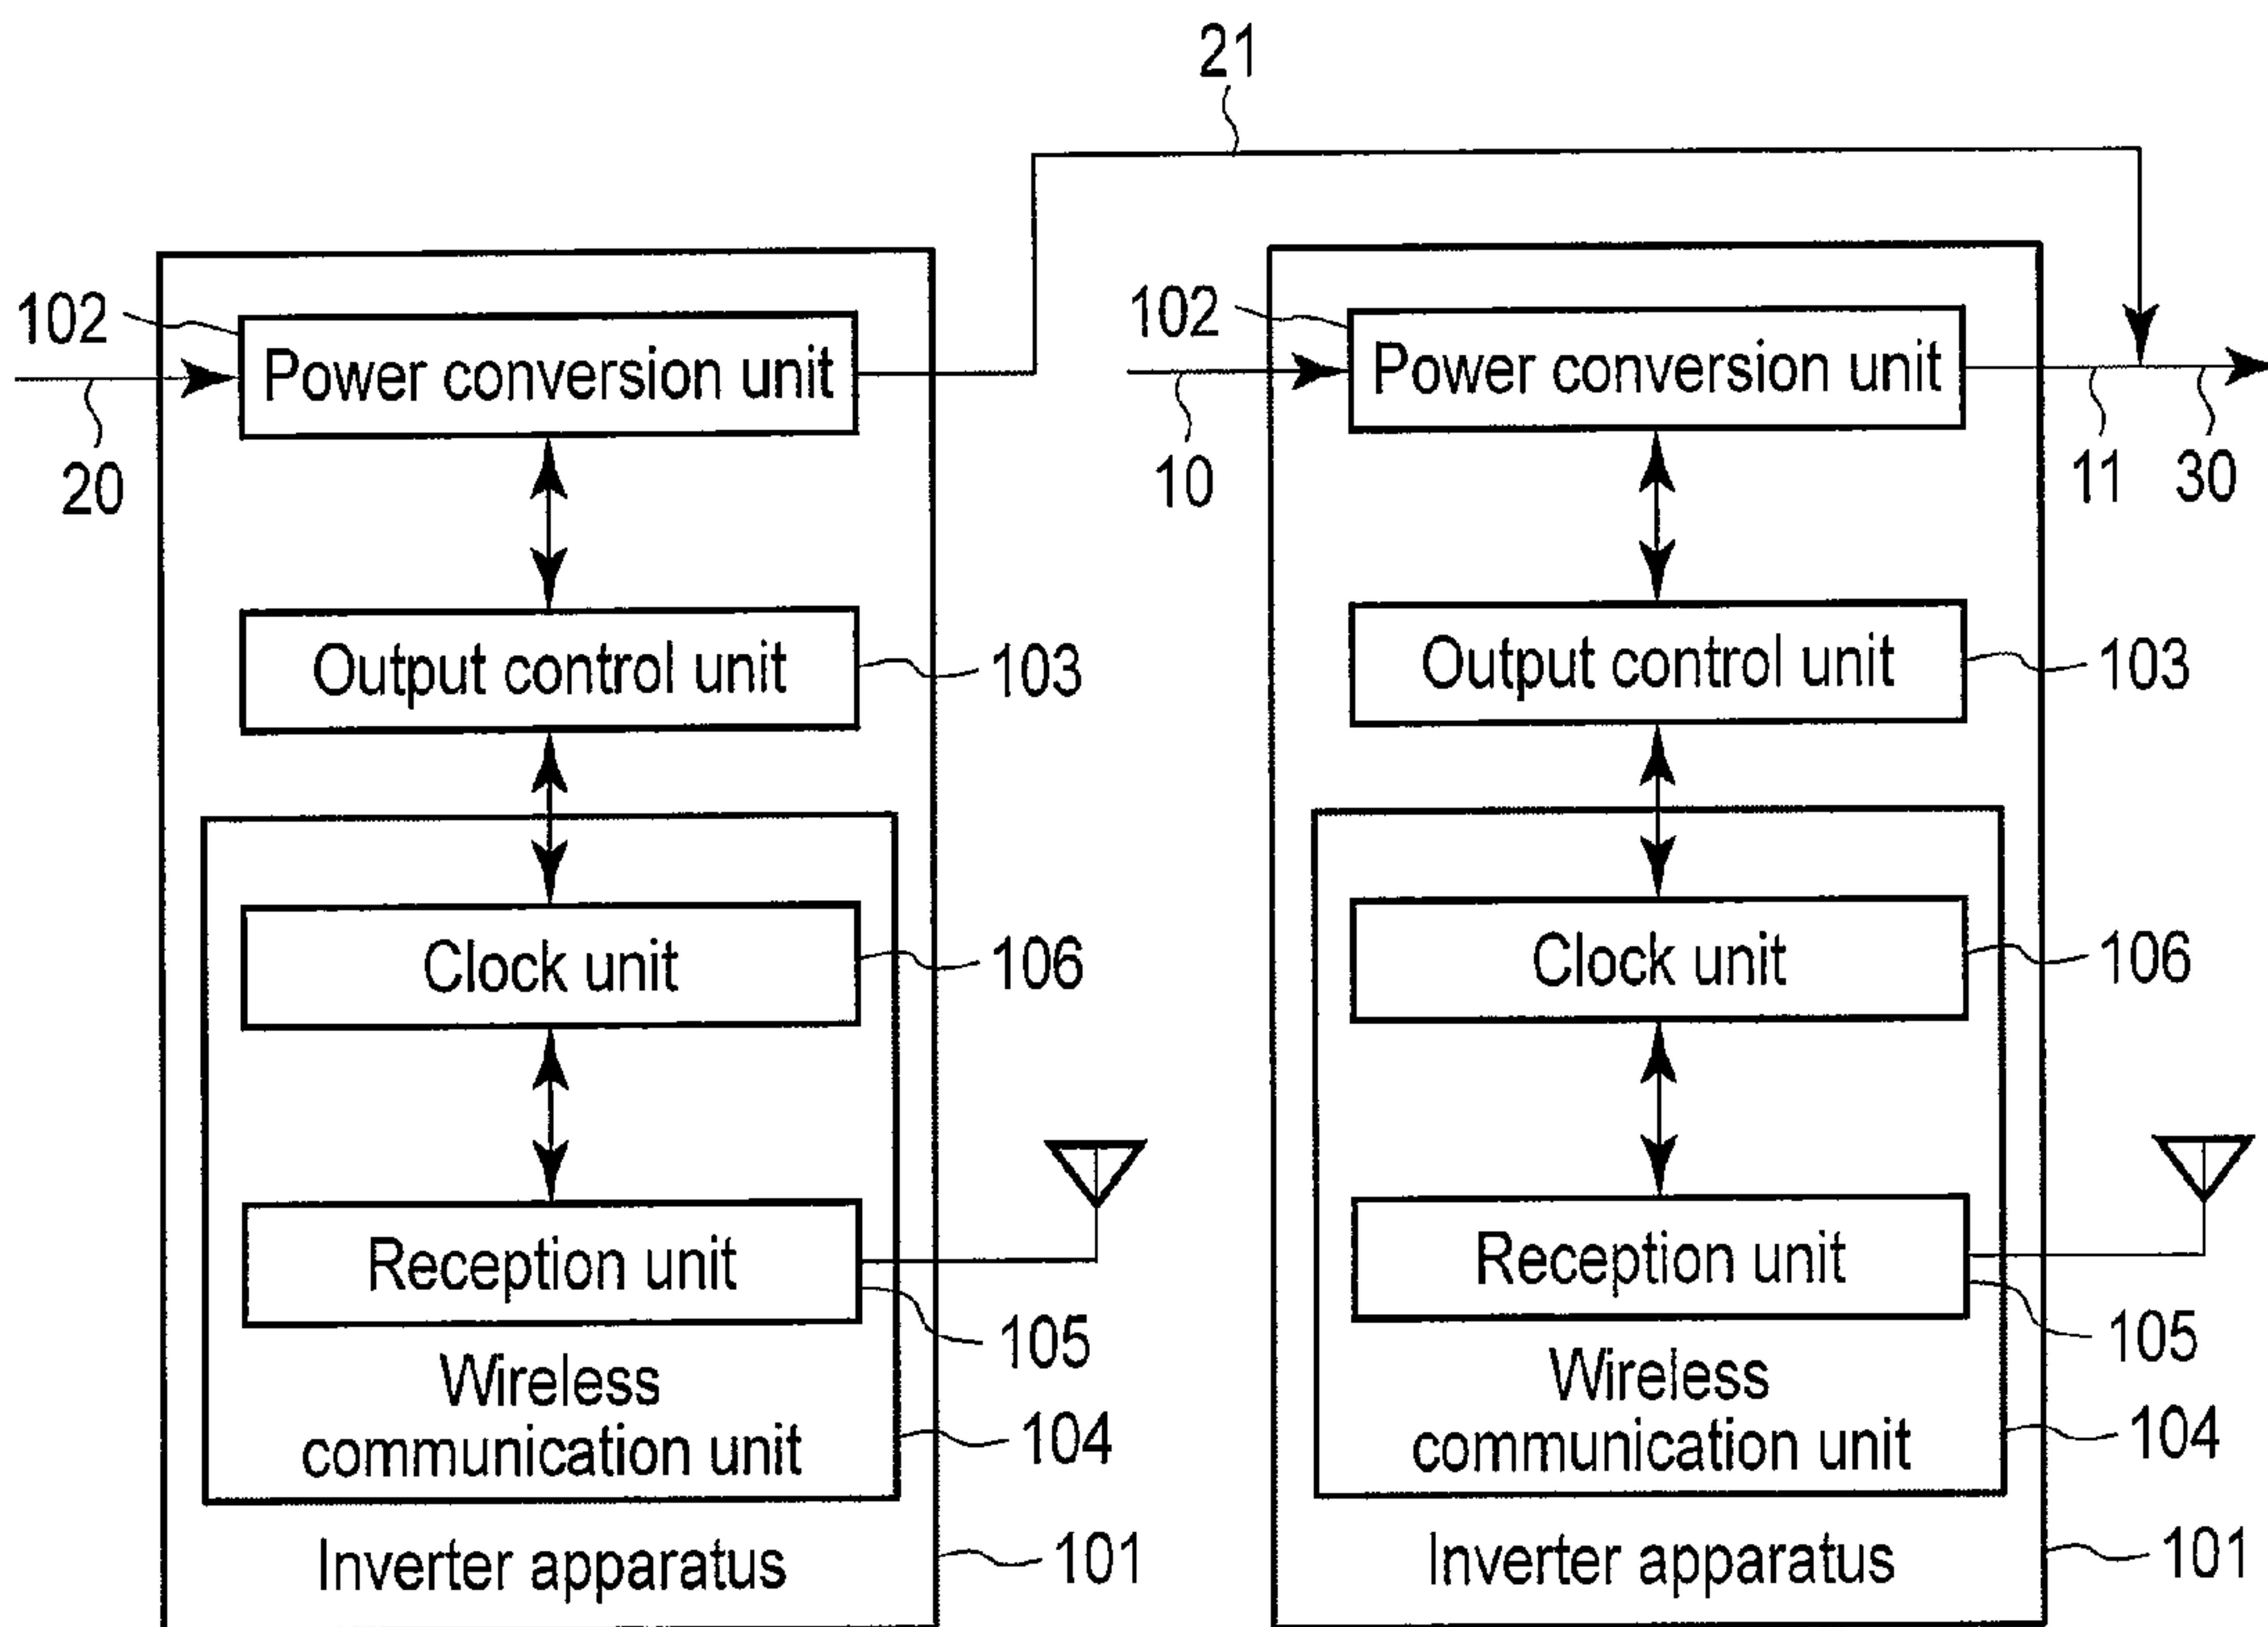 21
102
Power conversion unit
20
102
Power conversion unit
10
11
30
Output control unit
103
Output control unit
103
Clock unit
106
Clock unit
106
Reception unit
105
Reception unit
105
Wireless
communication unit
104
Wireless
communication unit
104
Inverter apparatus
101
Inverter apparatus
101